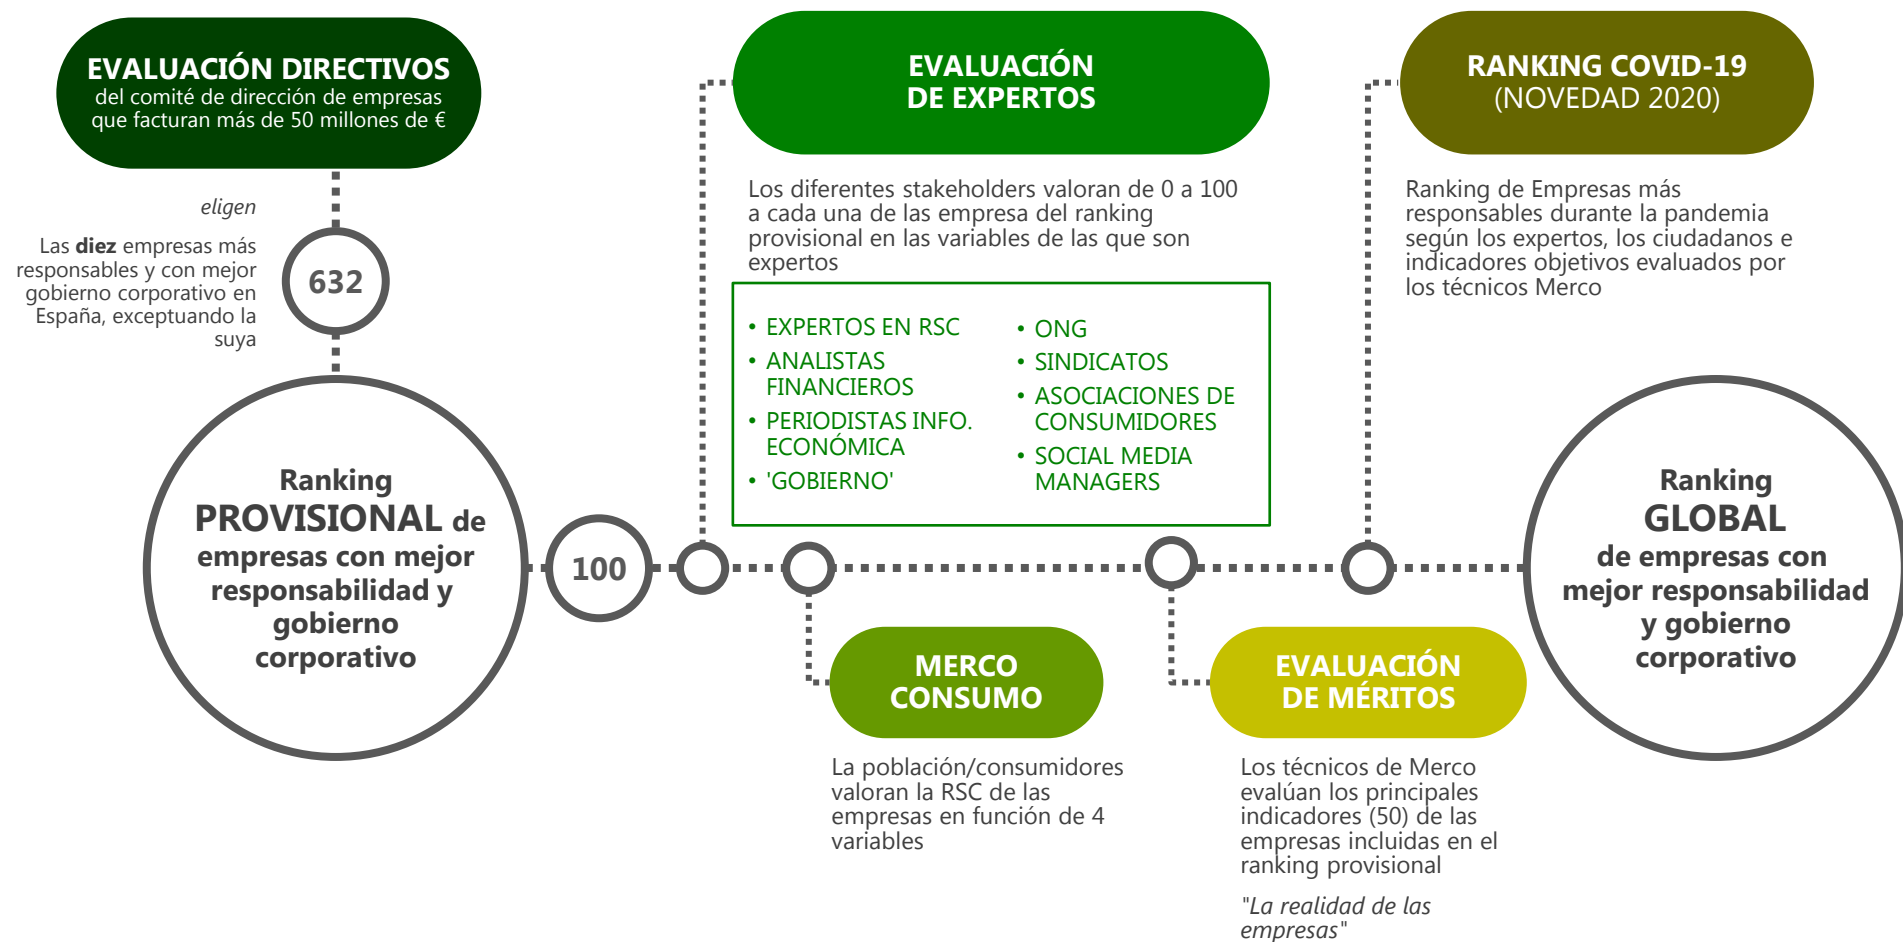 EVALUACIÓN DIRECTIVOS
del comité de dirección de empresas
que facturan más de 50 millones de €
eligen
Las diez empresas más
responsables y con mejor
gobierno corporativo en
España, exceptuando la
suya
632
Ranking
PROVISIONAL de
empresas con mejor
responsabilidad y
gobierno
corporativo
100
EVALUACIÓN
DE EXPERTOS
Los diferentes stakeholders valoran de 0 a 100
a cada una de las empresa del ranking
provisional en las variables de las que son
expertos
• EXPERTOS EN RSC
• ANALISTAS
FINANCIEROS
• PERIODISTAS INFO.
ECONÓMICA
• 'GOBIERNO'
• ONG
• SINDICATOS
• ASOCIACIONES DE
CONSUMIDORES
• SOCIAL MEDIA
MANAGERS
MERCO
CONSUMO
La población/consumidores
valoran la RSC de las
empresas en función de 4
variables
EVALUACIÓN
DE MÉRITOS
Los técnicos de Merco
evalúan los principales
indicadores (50) de las
empresas incluidas en el
ranking provisional
"La realidad de las
empresas"
RANKING COVID-19
(NOVEDAD 2020)
Ranking de Empresas más
responsables durante la pandemia
según los expertos, los ciudadanos e
indicadores objetivos evaluados por
los técnicos Merco
Ranking
GLOBAL
de empresas con
mejor responsabilidad
y gobierno
corporativo